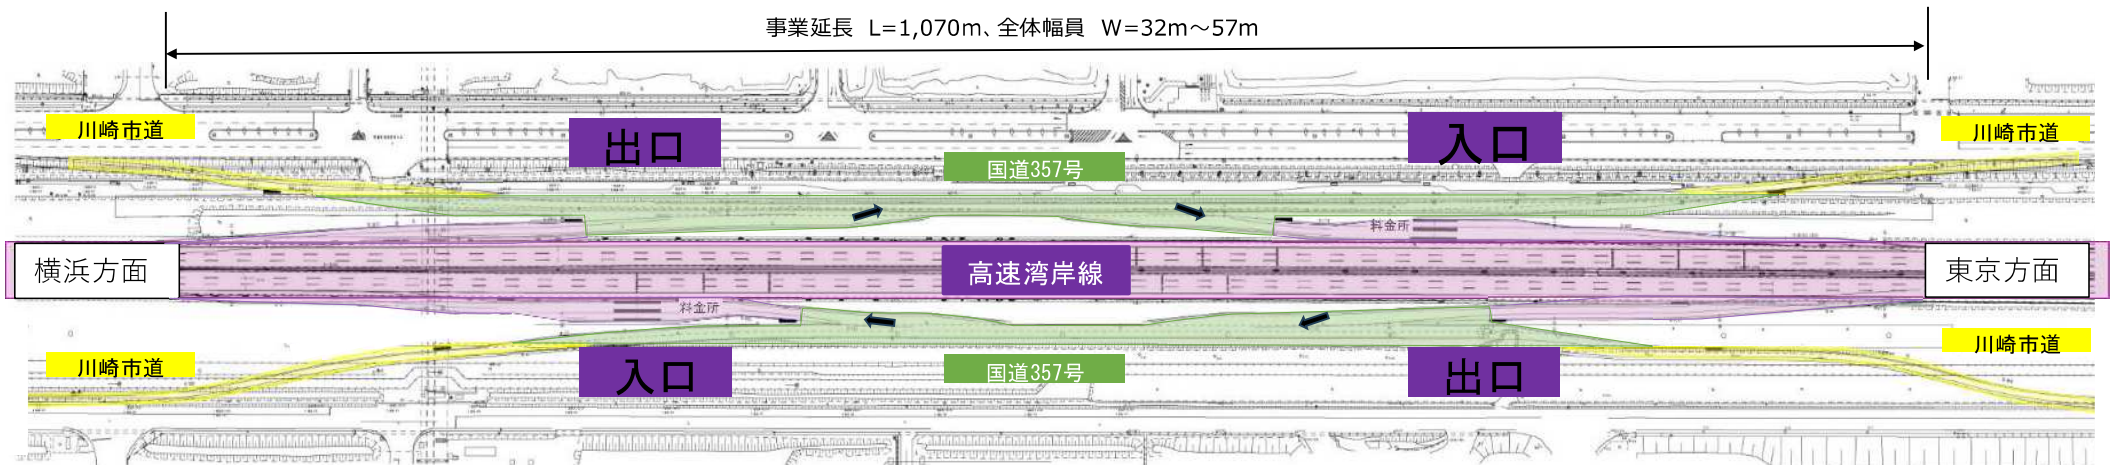 事業延長　L=1,070m、全体幅員　W=32m～57m
川崎市道
出口
入口
川崎市道
国道357号
料金所
横浜方面
高速湾岸線
東京方面
料金所
川崎市道
入口
国道357号
出口
川崎市道